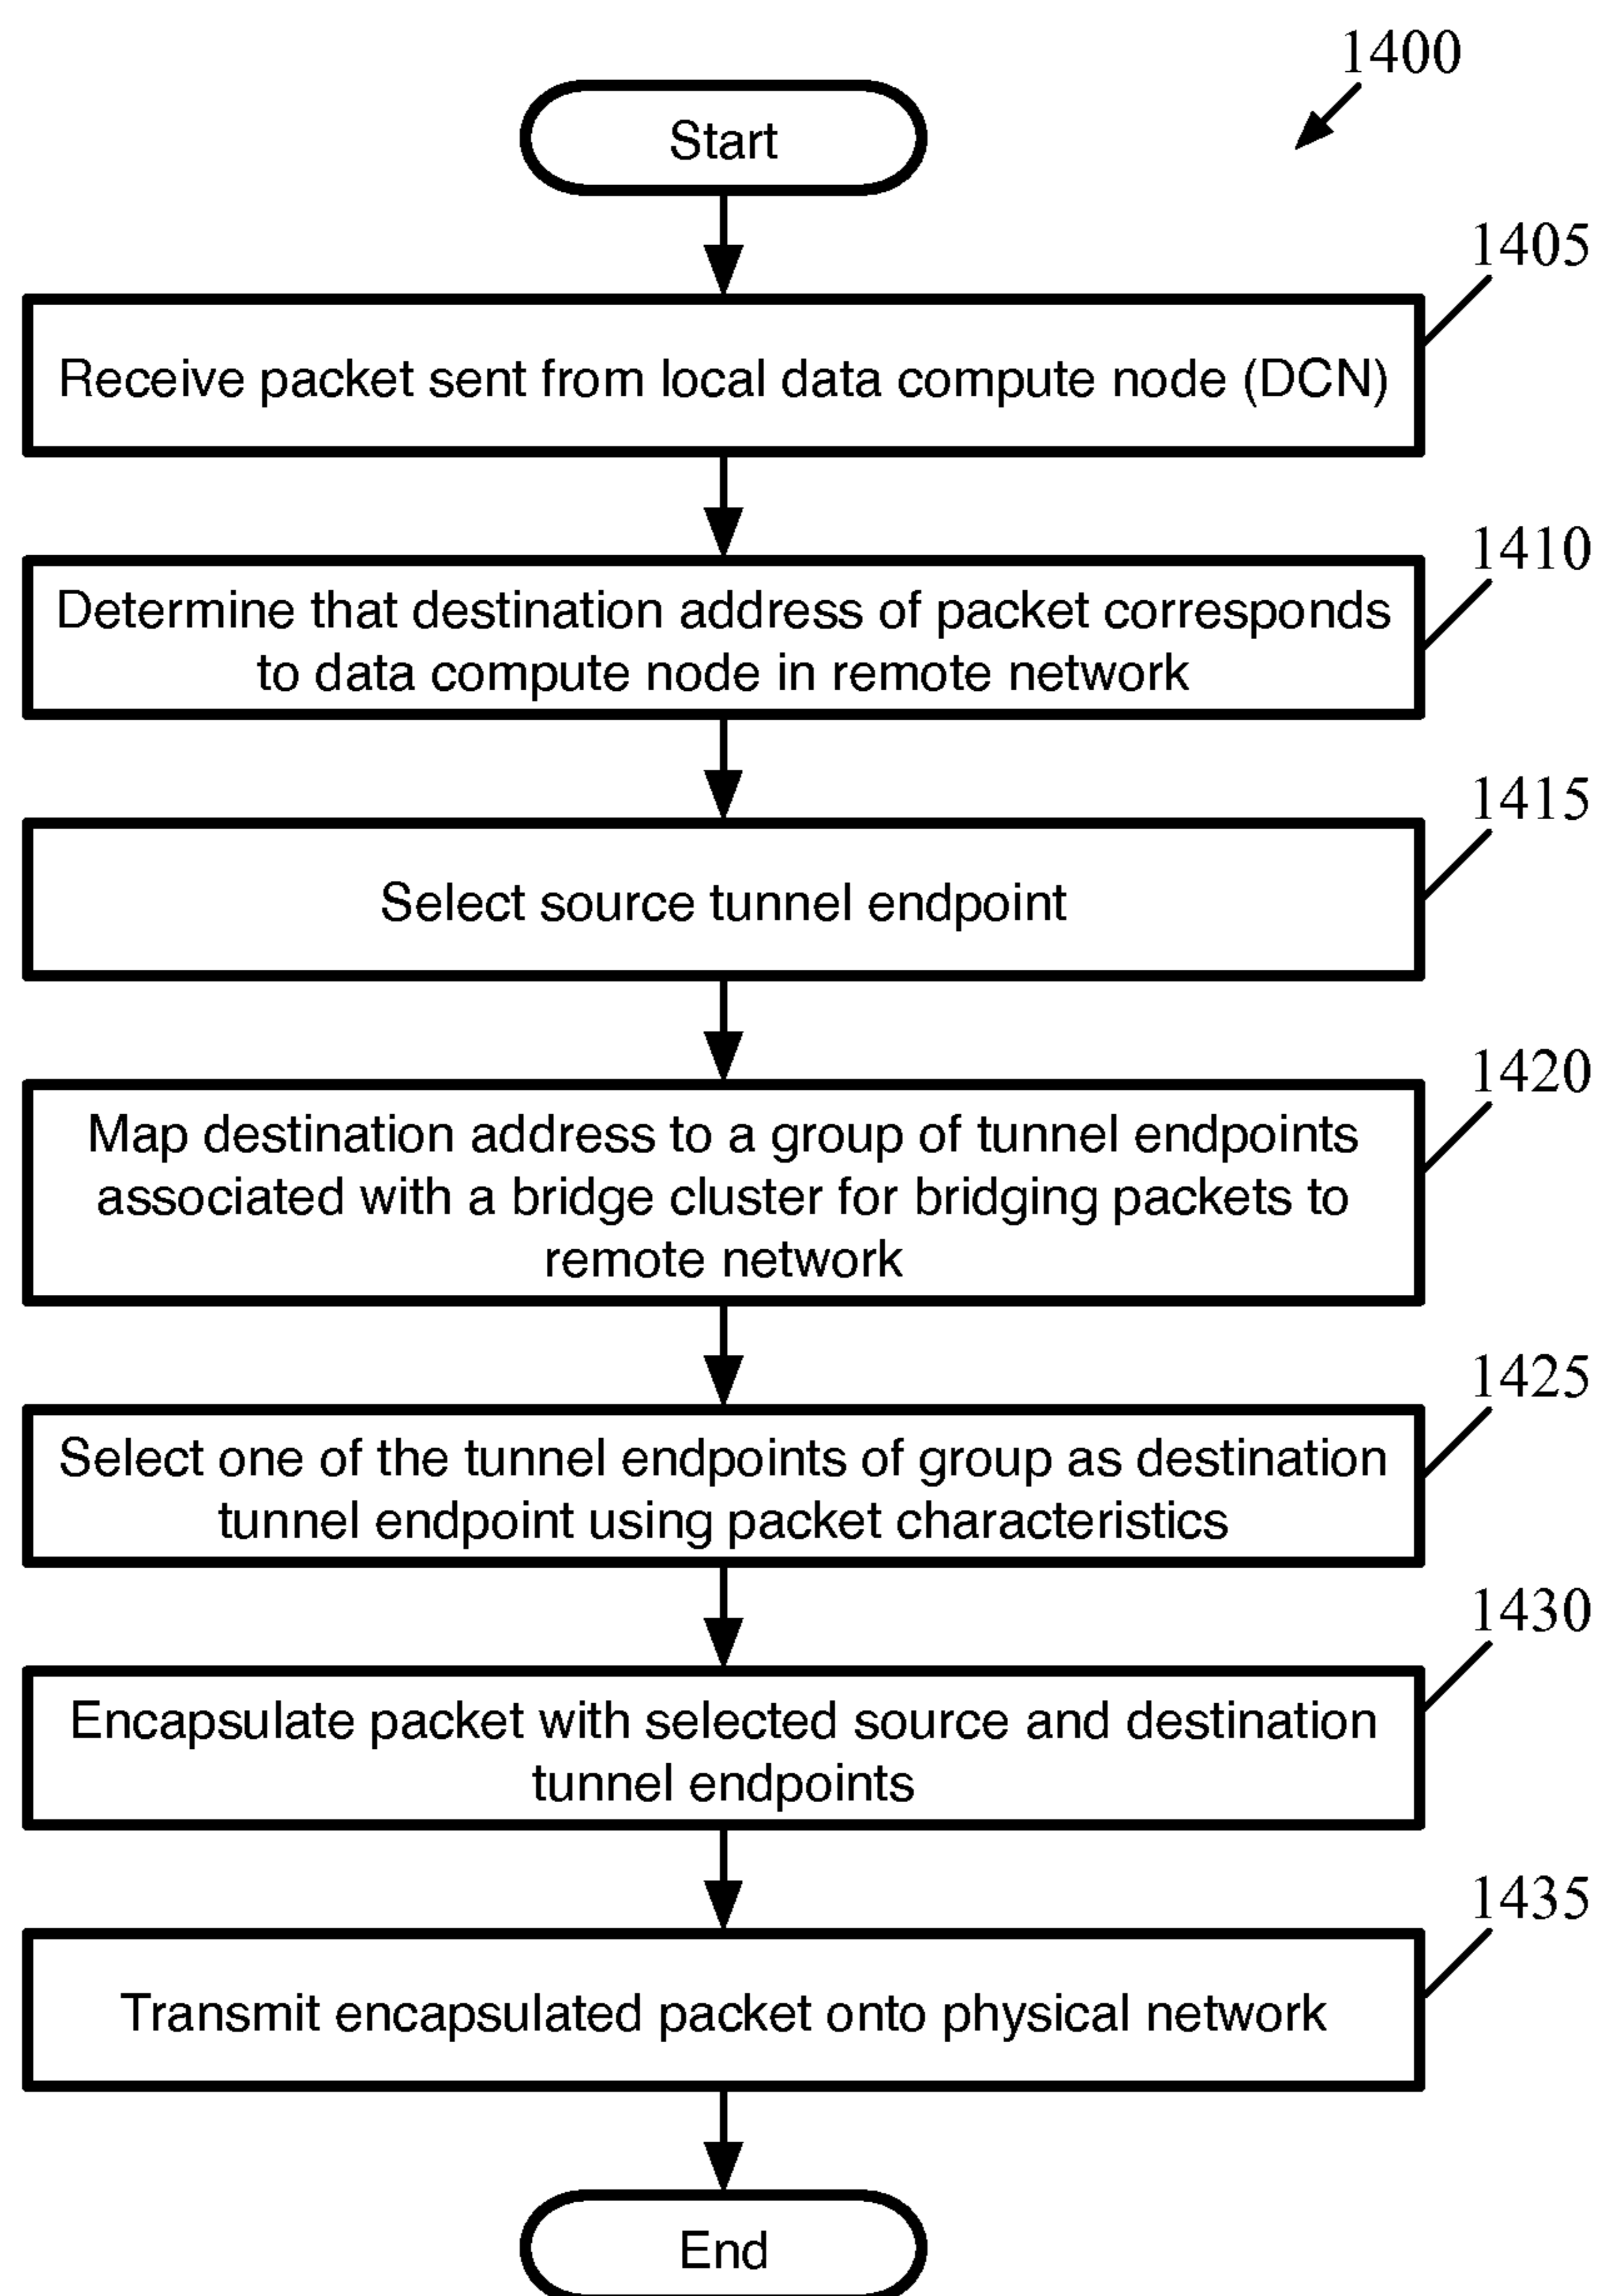 1400
Start
1405
Receive packet sent from local data compute node (DCN)
1410
Determine that destination address of packet corresponds
to data compute node in remote network
1415
Select source tunnel endpoint
1420
Map destination address to a group of tunnel endpoints
associated with a bridge cluster for bridging packets to
remote network
1425
Select one of the tunnel endpoints of group as destination
tunnel endpoint using packet characteristics
1430
Encapsulate packet with selected source and destination
tunnel endpoints
1435
Transmit encapsulated packet onto physical network
End